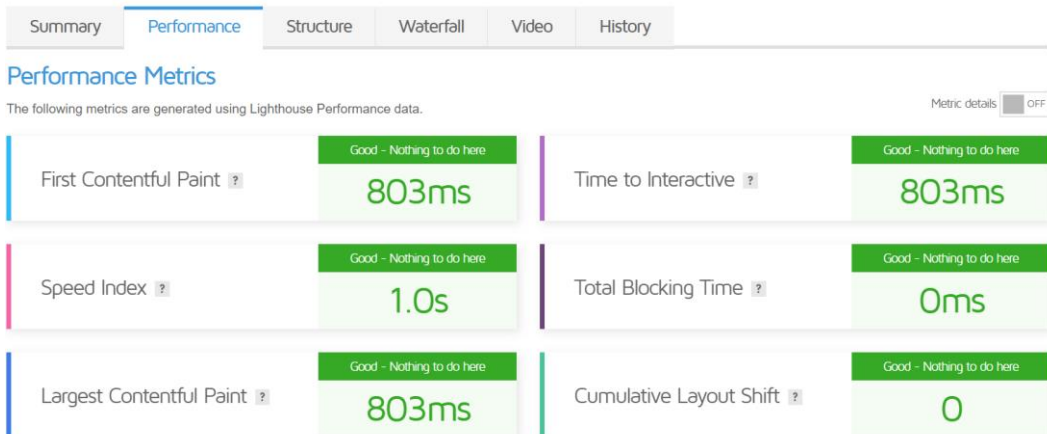 Summary Performance Structure Waterfall Video History
Performance Metrics
The following metrics are generated using Lighthouse Performance data.
Metric details OFF
First Contentful Paint ?
Good - Nothing to do here
803ms
Time to Interactive ?
Good - Nothing to do here
803ms
Speed Index ?
Good - Nothing to do here
1.0s
Total Blocking Time ?
Good - Nothing to do here
0ms
Largest Contentful Paint ?
Good - Nothing to do here
803ms
Cumulative Layout Shift ?
Good - Nothing to do here
0